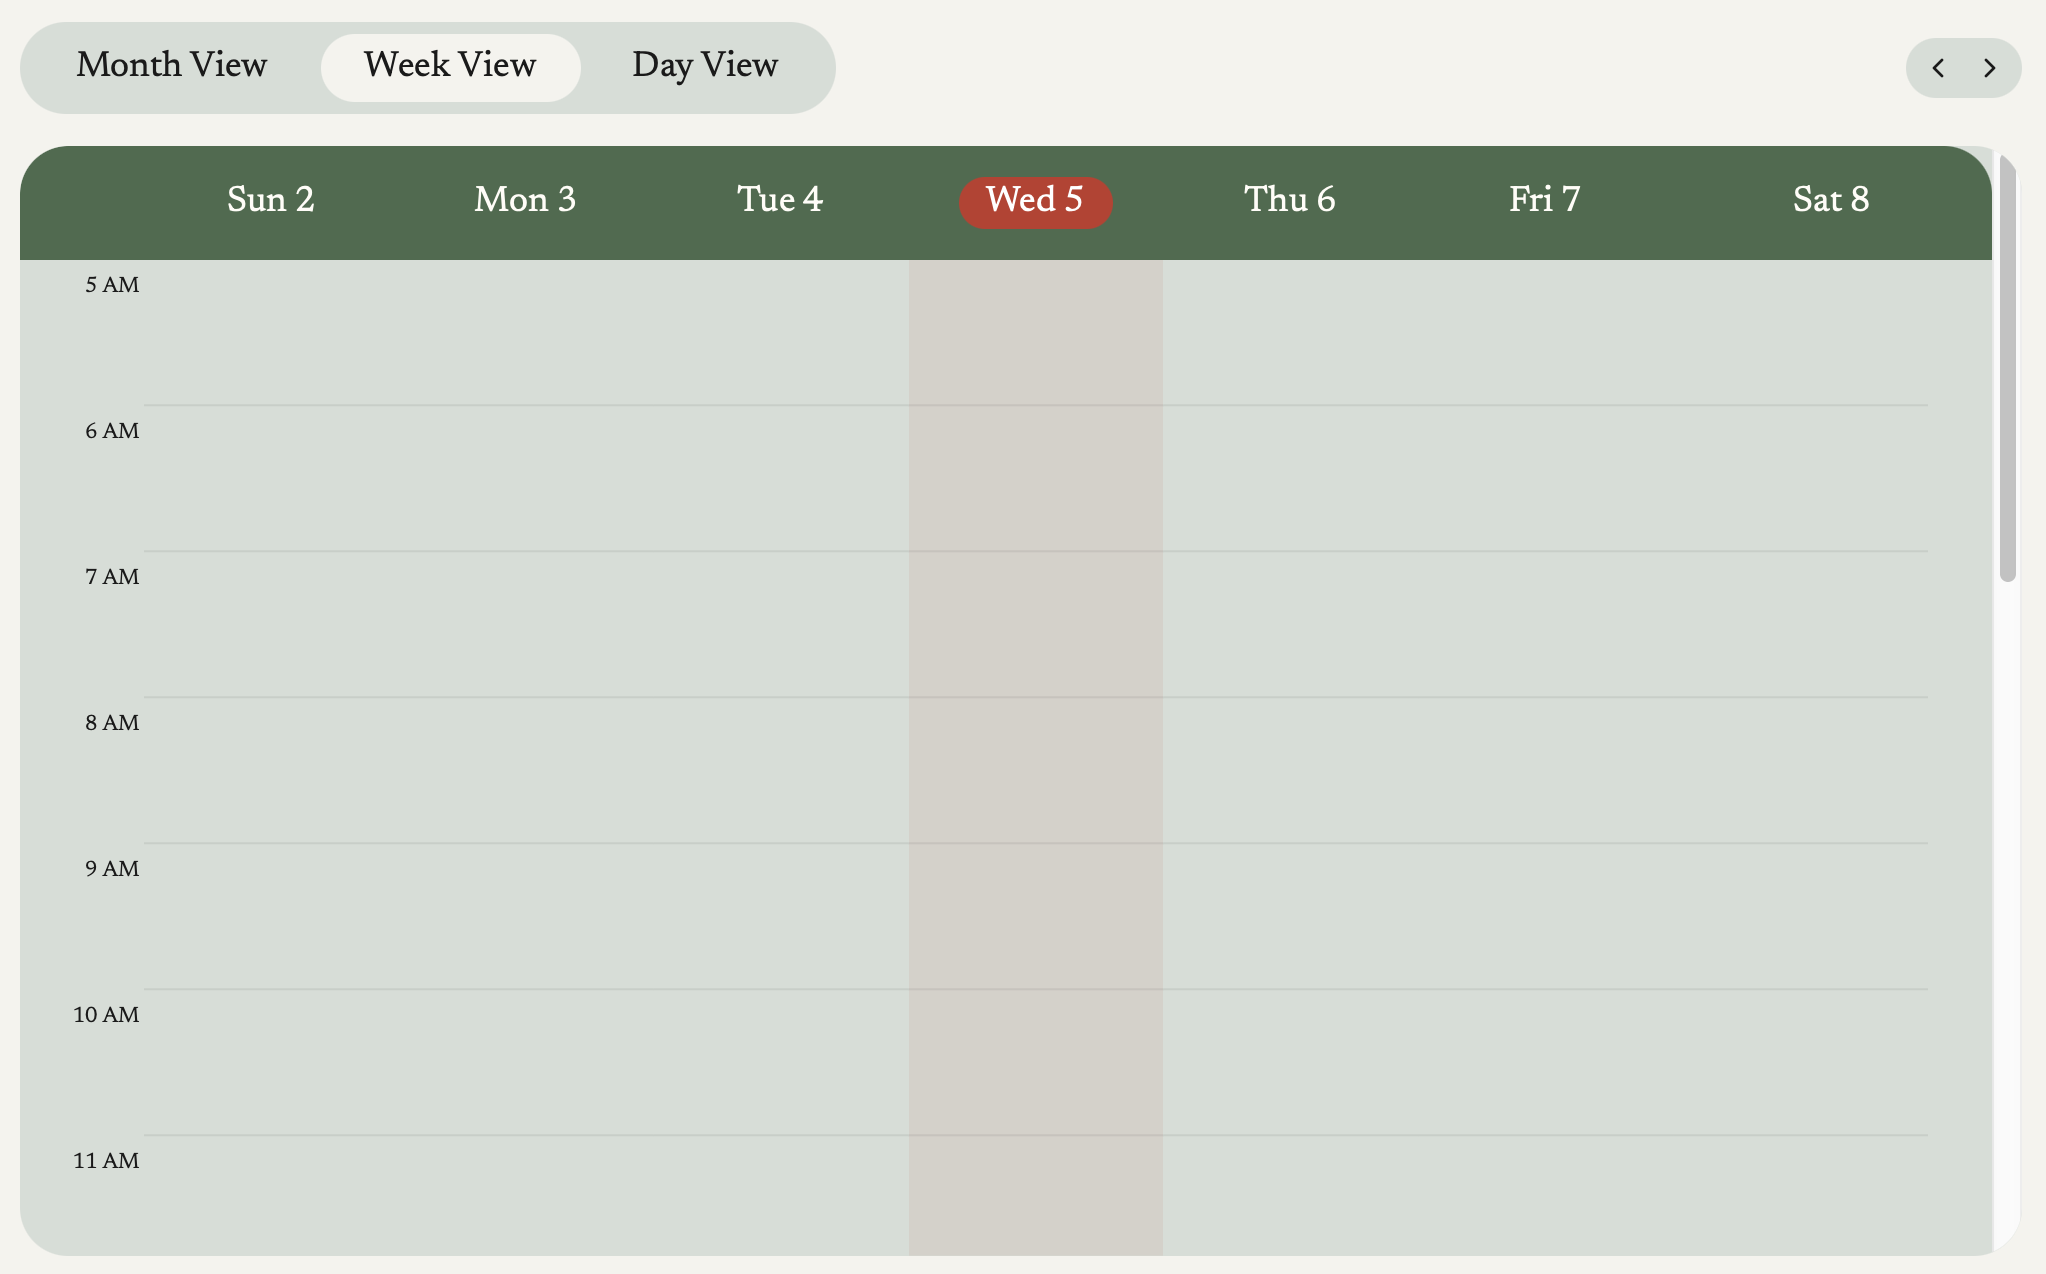 Month View Week View Day View
Sun 2 Mon 3 Tue 4 Wed 5 Thu 6 Fri 7 Sat 8
5 AM
6 AM
7 AM
8 AM
9 AM
10 AM
11 AM